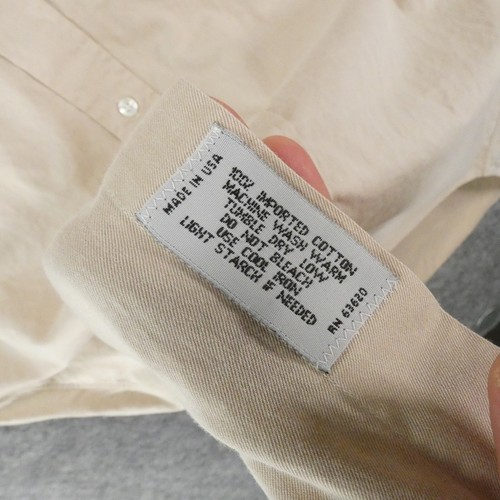 MADE IN USA
100% IMPORTED COTTON
MACHINE WASH WARM
TUMBLE DRY LOW
DO NOT BLEACH
USE COOL IRON
LIGHT STARCH IF NEEDED
RN 63620